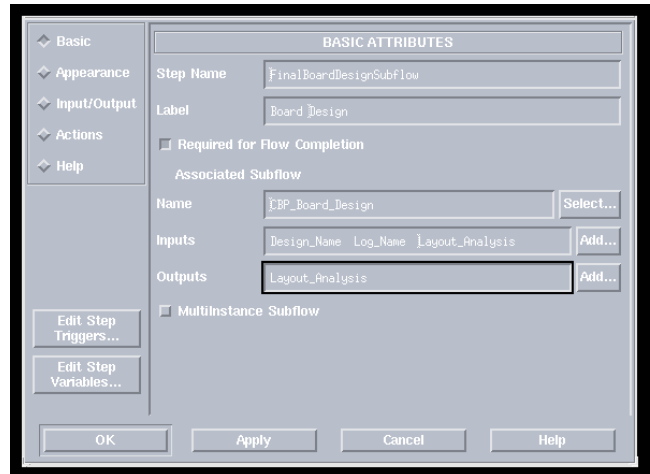 Basic
Appearance
Input/Output
Actions
Help
BASIC ATTRIBUTES
Step Name FinalBoardDesignSubflow
Label Board Design
Required for Flow Completion
Associated Subflow
Name CBP_Board_Design Select...
Inputs Design_Name Log_Name Layout_Analysis Add...
Outputs Layout_Analysis Add...
MultiInstance Subflow
Edit Step
Triggers...
Edit Step
Variables...
OK Apply Cancel Help